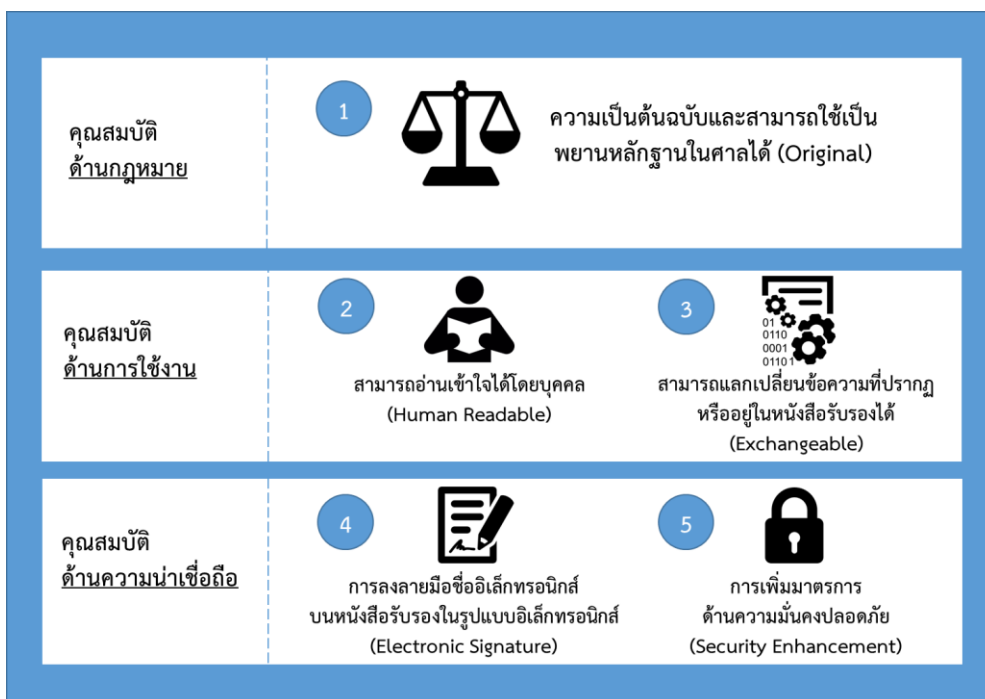 คุณสมบัติ
ด้านกฎหมาย
1
ความเป็นต้นฉบับและสามารถใช้เป็น
พยานหลักฐานในศาลได้ (Original)
คุณสมบัติ
ด้านการใช้งาน
2
สามารถอ่านเข้าใจได้โดยบุคคล
(Human Readable)
3
01
0110
0001
01101
สามารถแลกเปลี่ยนข้อความที่ปรากฏ
หรืออยู่ในหนังสือรับรองได้
(Exchangeable)
คุณสมบัติ
ด้านความน่าเชื่อถือ
4
การลงลายมือชื่ออิเล็กทรอนิกส์
บนหนังสือรับรองในรูปแบบอิเล็กทรอนิกส์
(Electronic Signature)
5
การเพิ่มมาตรการ
ด้านความมั่นคงปลอดภัย
(Security Enhancement)